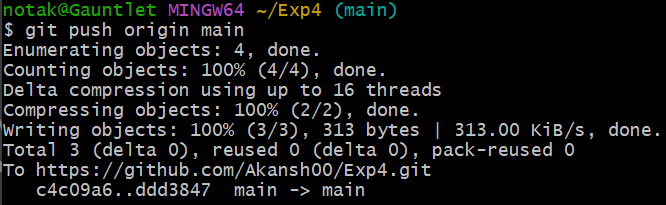 notak@Gauntlet MINGW64 ~/Exp4 (main)
$ git push origin main
Enumerating objects: 4, done.
Counting objects: 100% (4/4), done.
Delta compression using up to 16 threads
Compressing objects: 100% (2/2), done.
Writing objects: 100% (3/3), 313 bytes | 313.00 KiB/s, done.
Total 3 (delta 0), reused 0 (delta 0), pack-reused 0
To https://github.com/Akansh00/Exp4.git
   c4c09a6..ddd3847  main -> main